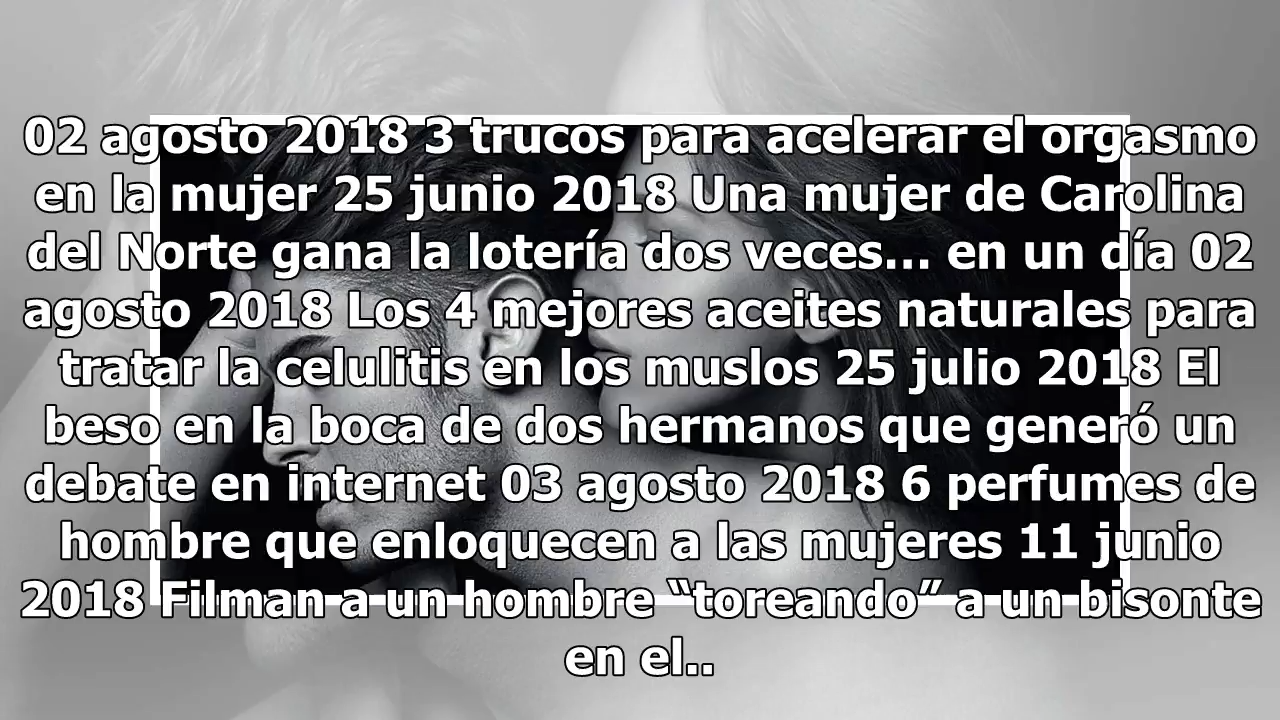 02 agosto 2018 3 trucos para acelerar el orgasmo
en la mujer 25 junio 2018 Una mujer de Carolina
del Norte gana la lotería dos veces... en un día 02
agosto 2018 Los 4 mejores aceites naturales para
tratar la celulitis en los muslos 25 julio 2018 El
beso en la boca de dos hermanos que generó un
debate en internet 03 agosto 2018 6 perfumes de
hombre que enloquecen a las mujeres 11 junio
2018 Filman a un hombre “toreando” a un bisonte
en el..